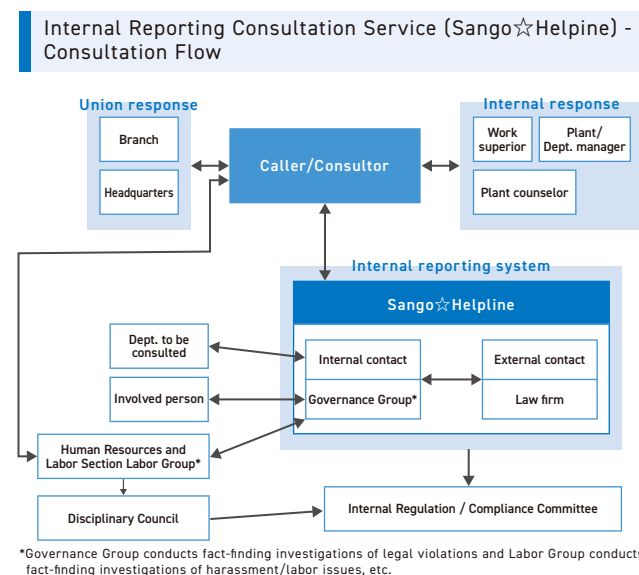 Internal Reporting Consultation Service (Sango☆Helpine) -
Consultation Flow
Union response
Internal response
Branch
Headquarters
Caller/Consultor
Work
superior
Plant/
Dept. manager
Plant counselor
Internal reporting system
Sango☆Helpline
Dept. to be
consulted
Internal contact
External contact
Involved person
Governance Group*
Law firm
Human Resources and
Labor Section Labor Group*
Disciplinary Council
Internal Regulation / Compliance Committee
*Governance Group conducts fact-finding investigations of legal violations and Labor Group conducts
fact-finding investigations of harassment/labor issues, etc.